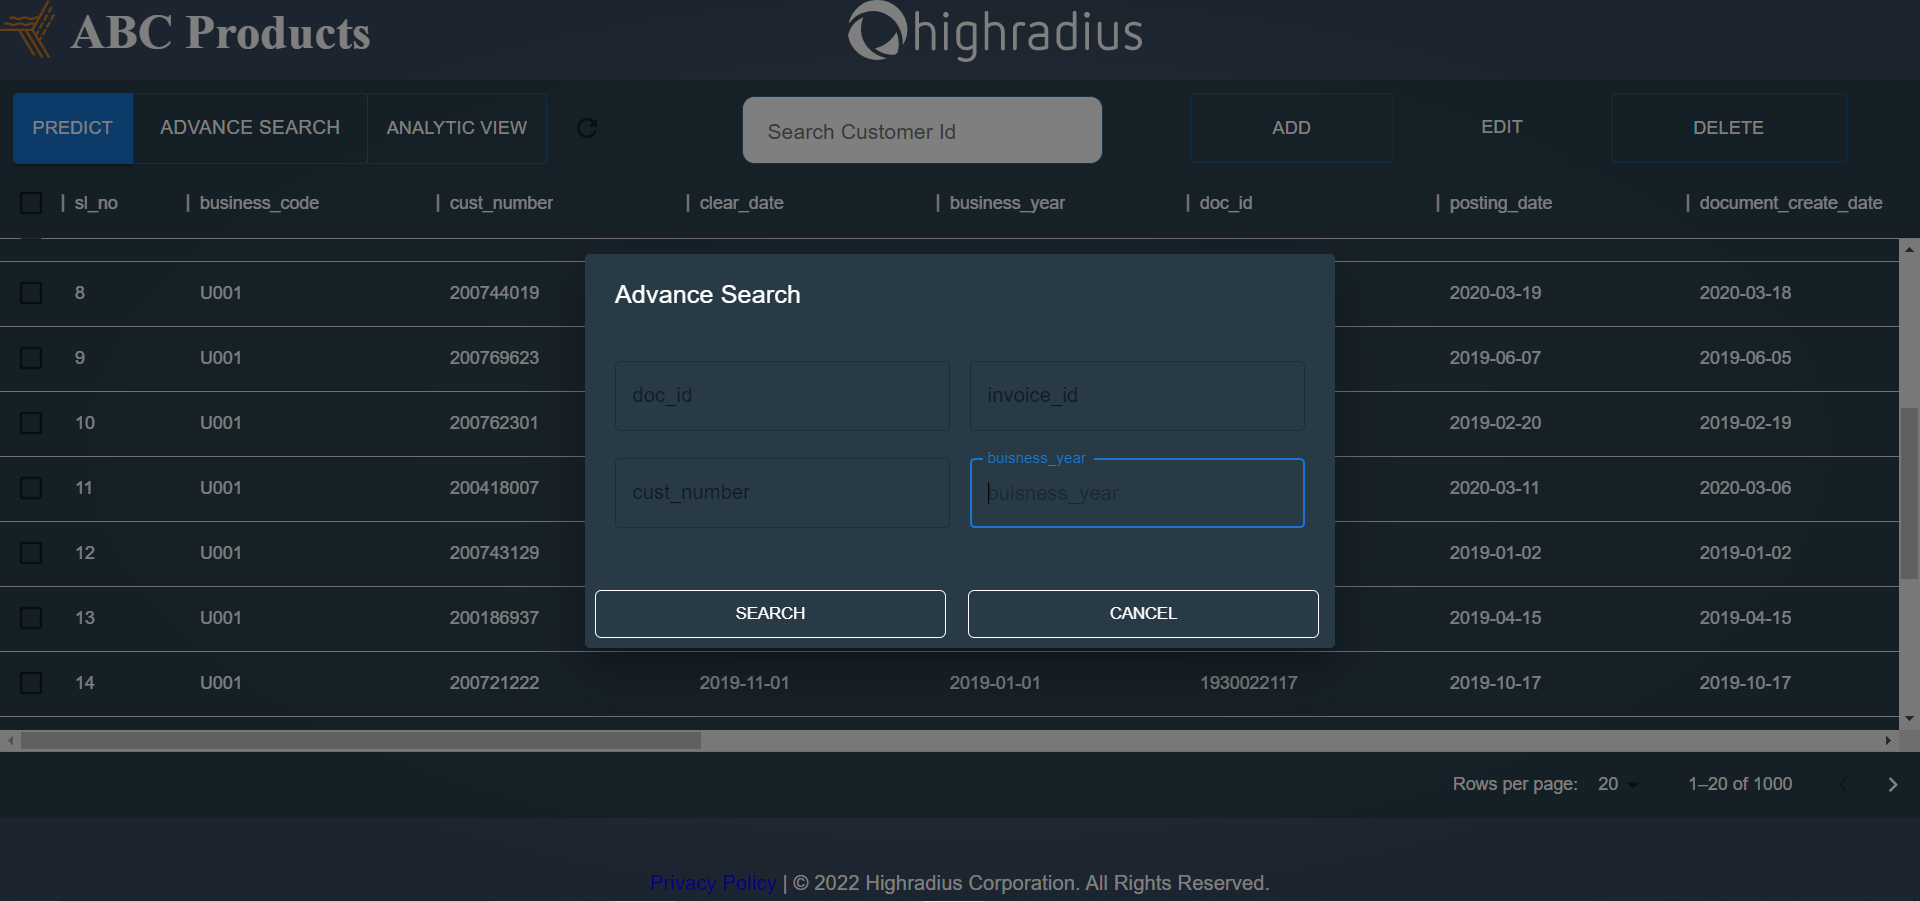 ABC Products highradius
PREDICT ADVANCE SEARCH ANALYTIC VIEW Search Customer Id ADD EDIT DELETE
sl_no business_code cust_number clear_date business_year doc_id posting_date document_create_date
8 U001 200744019 2020-03-19 2020-03-18
9 U001 200769623 2019-06-07 2019-06-05
10 U001 200762301 2019-02-20 2019-02-19
11 U001 200418007 2020-03-11 2020-03-06
12 U001 200743129 2019-01-02 2019-01-02
13 U001 200186937 2019-04-15 2019-04-15
14 U001 200721222 2019-11-01 2019-01-01 1930022117 2019-10-17 2019-10-17
Advance Search
doc_id invoice_id
buisness_year
cust_number buisness_year
SEARCH CANCEL
Rows per page: 20 1–20 of 1000
Privacy Policy | © 2022 Highradius Corporation. All Rights Reserved.